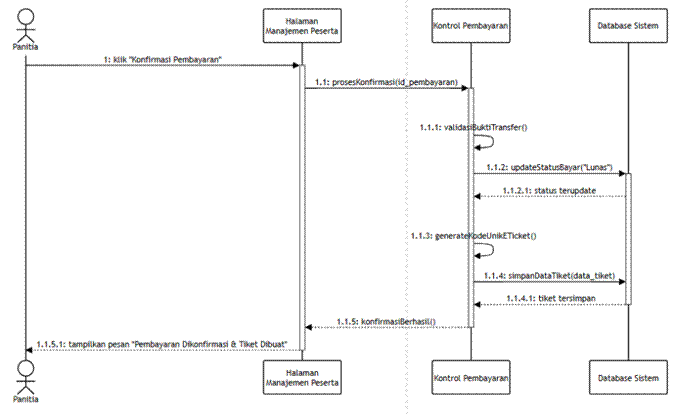 Panitia
Halaman
Manajemen Peserta
Kontrol Pembayaran
Database Sistem
1: klik "Konfirmasi Pembayaran"
1.1: prosesKonfirmasi(id_pembayaran)
1.1.1: validasiBuktiTransfer()
1.1.2: updateStatusBayar("Lunas")
1.1.2.1: status terupdate
1.1.3: generateKodeUnikETicket()
1.1.4: simpanDataTiket(data_tiket)
1.1.4.1: tiket tersimpan
1.1.5: konfirmasiBerhasil()
1.1.5.1: tampilkan pesan "Pembayaran Dikonfirmasi & Tiket Dibuat"
Panitia
Halaman
Manajemen Peserta
Kontrol Pembayaran
Database Sistem